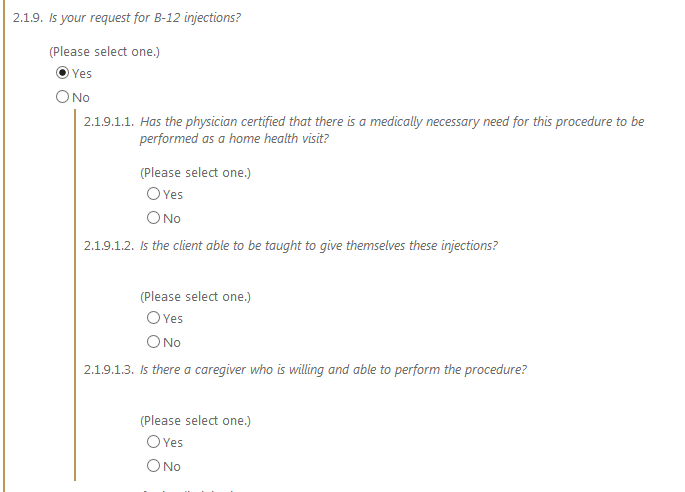 2.1.9. Is your request for B-12 injections?
(Please select one.)
Yes
No
2.1.9.1.1. Has the physician certified that there is a medically necessary need for this procedure to be
performed as a home health visit?
(Please select one.)
Yes
No
2.1.9.1.2. Is the client able to be taught to give themselves these injections?
(Please select one.)
Yes
No
2.1.9.1.3. Is there a caregiver who is willing and able to perform the procedure?
(Please select one.)
Yes
No